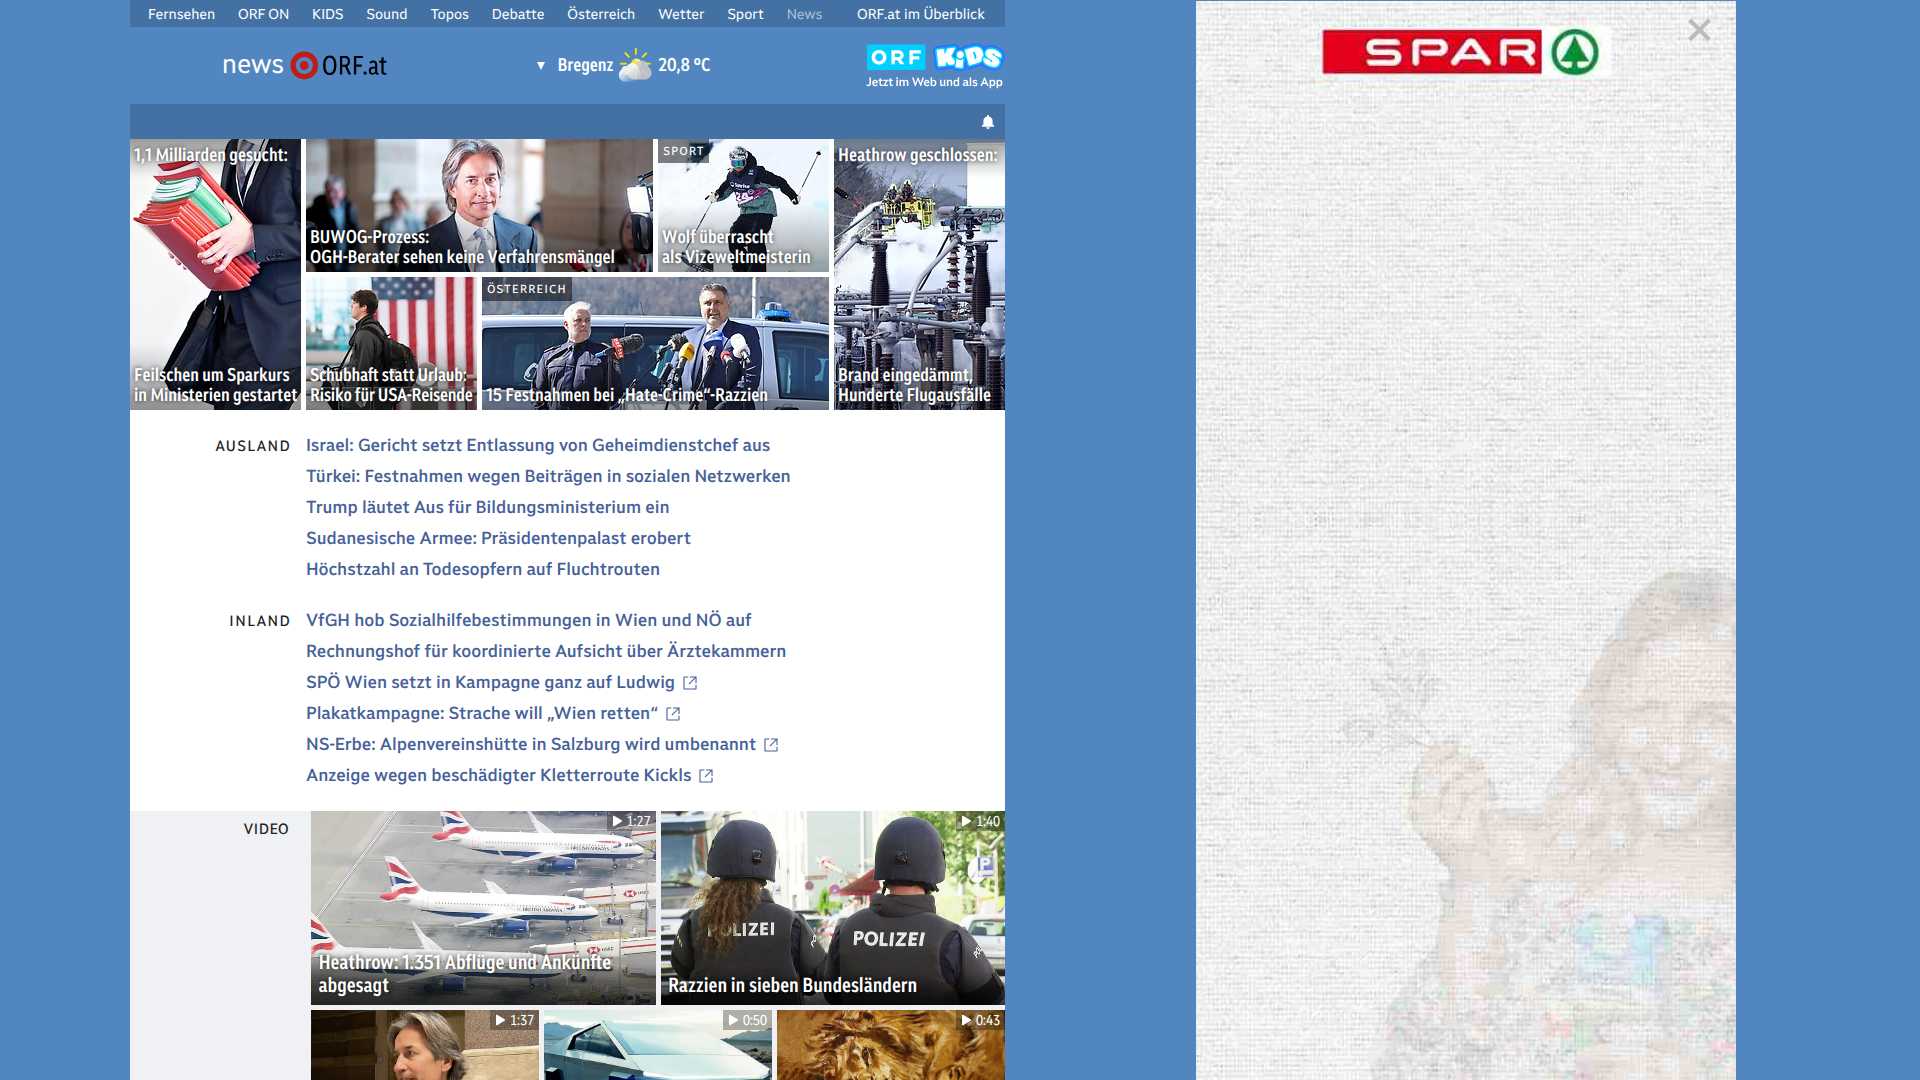 Fernsehen ORF ON KIDS Sound Topos Debatte Österreich Wetter Sport News ORF.at im Überblick
news ORF.at
▼ Bregenz 20,8 °C
ORF KiDS
Jetzt im Web und als App
SPAR
1,1 Milliarden gesucht:
Feilschen um Sparkurs
in Ministerien gestartet
BUWOG-Prozess:
OGH-Berater sehen keine Verfahrensmängel
SPORT
Wolf überrascht
als Vizeweltmeisterin
Heathrow geschlossen:
Brand eingedämmt,
Hunderte Flugausfälle
Schubhaft statt Urlaub:
Risiko für USA-Reisende
ÖSTERREICH
15 Festnahmen bei „Hate-Crime“-Razzien
AUSLAND
Israel: Gericht setzt Entlassung von Geheimdienstchef aus
Türkei: Festnahmen wegen Beiträgen in sozialen Netzwerken
Trump läutet Aus für Bildungsministerium ein
Sudanesische Armee: Präsidentenpalast erobert
Höchstzahl an Todesopfern auf Fluchtrouten
INLAND
VfGH hob Sozialhilfebestimmungen in Wien und NÖ auf
Rechnungshof für koordinierte Aufsicht über Ärztekammern
SPÖ Wien setzt in Kampagne ganz auf Ludwig
Plakatkampagne: Strache will „Wien retten“
NS-Erbe: Alpenvereinshütte in Salzburg wird umbenannt
Anzeige wegen beschädigter Kletterroute Kickls
VIDEO
1:27
Heathrow: 1.351 Abflüge und Ankünfte
abgesagt
1:40
POLIZEI
POLIZEI
Razzien in sieben Bundesländern
1:37
0:50
0:43